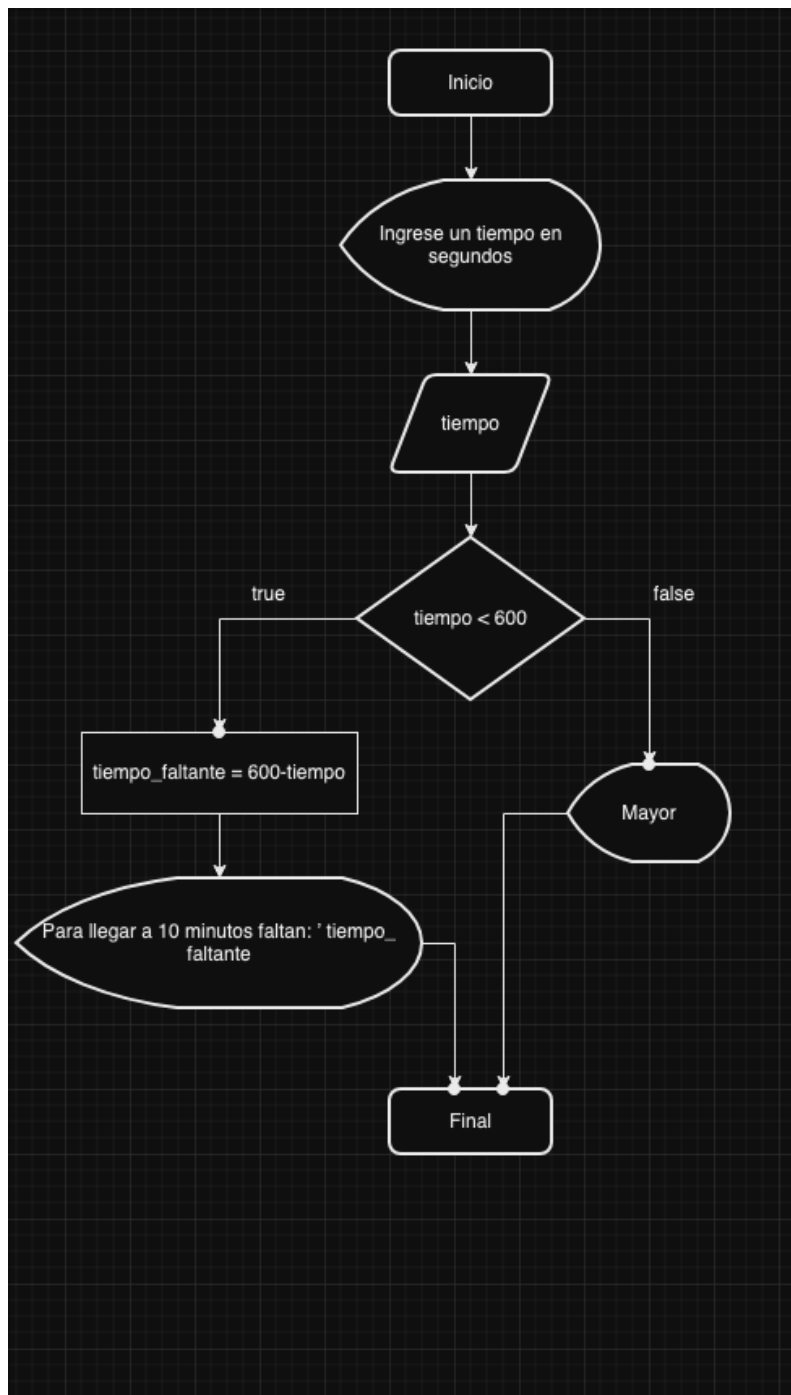 Inicio
Ingrese un tiempo en
segundos
tiempo
tiempo < 600
true
false
tiempo_faltante = 600-tiempo
Mayor
Para llegar a 10 minutos faltan: ' tiempo_
faltante
Final